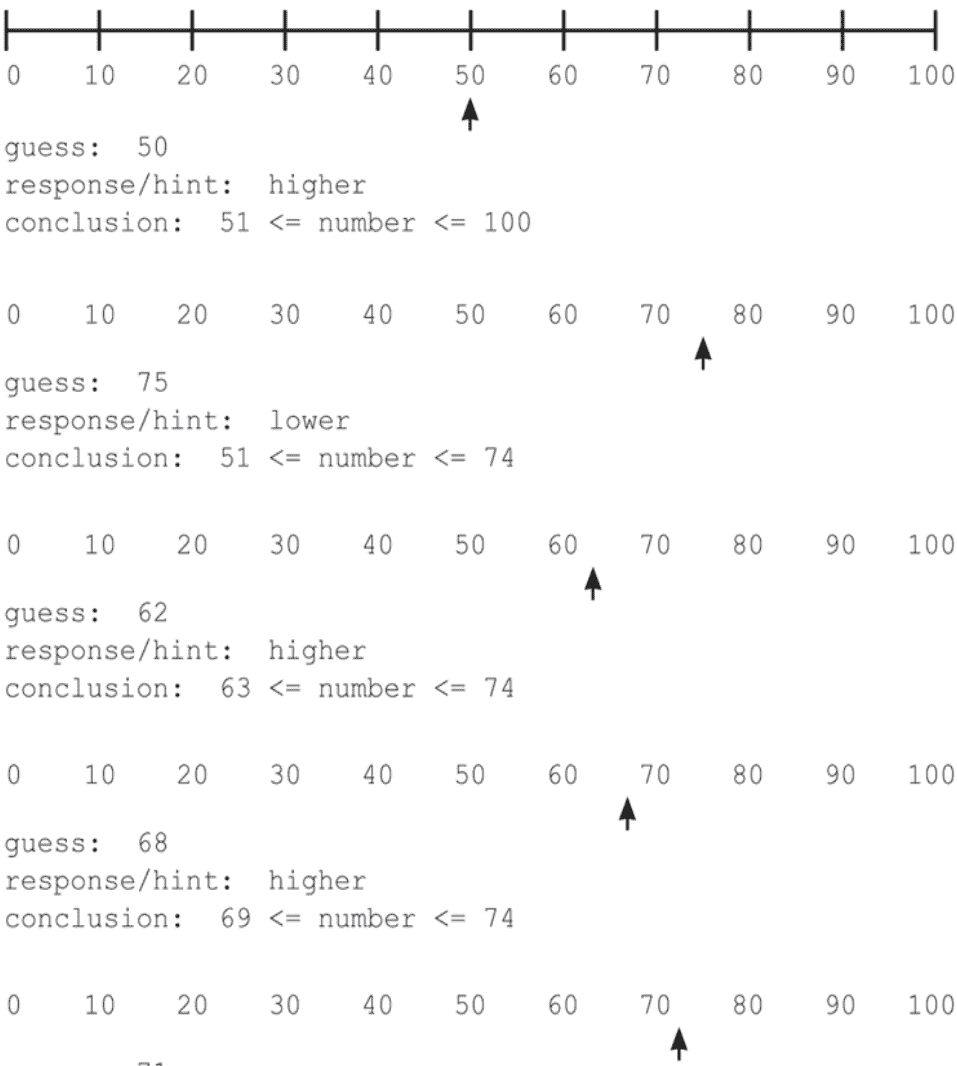 0 10 20 30 40 50 60 70 80 90 100
guess: 50
response/hint: higher
conclusion: 51 <= number <= 100
0 10 20 30 40 50 60 70 80 90 100
guess: 75
response/hint: lower
conclusion: 51 <= number <= 74
0 10 20 30 40 50 60 70 80 90 100
guess: 62
response/hint: higher
conclusion: 63 <= number <= 74
0 10 20 30 40 50 60 70 80 90 100
guess: 68
response/hint: higher
conclusion: 69 <= number <= 74
0 10 20 30 40 50 60 70 80 90 100